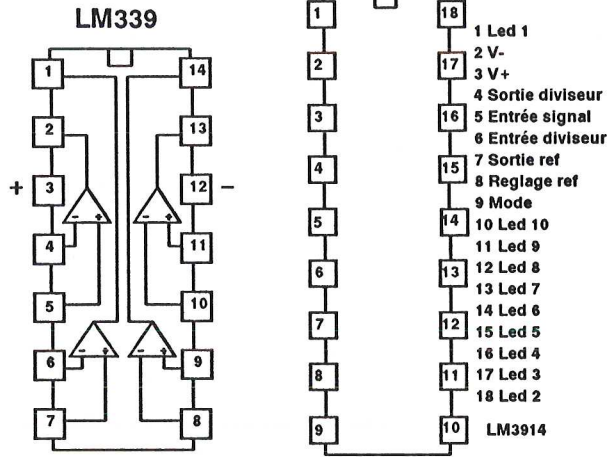 LM339
1 14
2 13
+ 3 12 −
4 11
- + - +
5 10
6 9
- + - +
7 8
1 18
2 17
3 16
4 15
5 14
6 13
7 12
8 11
9 10
1 Led 1
2 V-
3 V+
4 Sortie diviseur
5 Entrée signal
6 Entrée diviseur
7 Sortie ref
8 Reglage ref
9 Mode
10 Led 10
11 Led 9
12 Led 8
13 Led 7
14 Led 6
15 Led 5
16 Led 4
17 Led 3
18 Led 2
LM3914